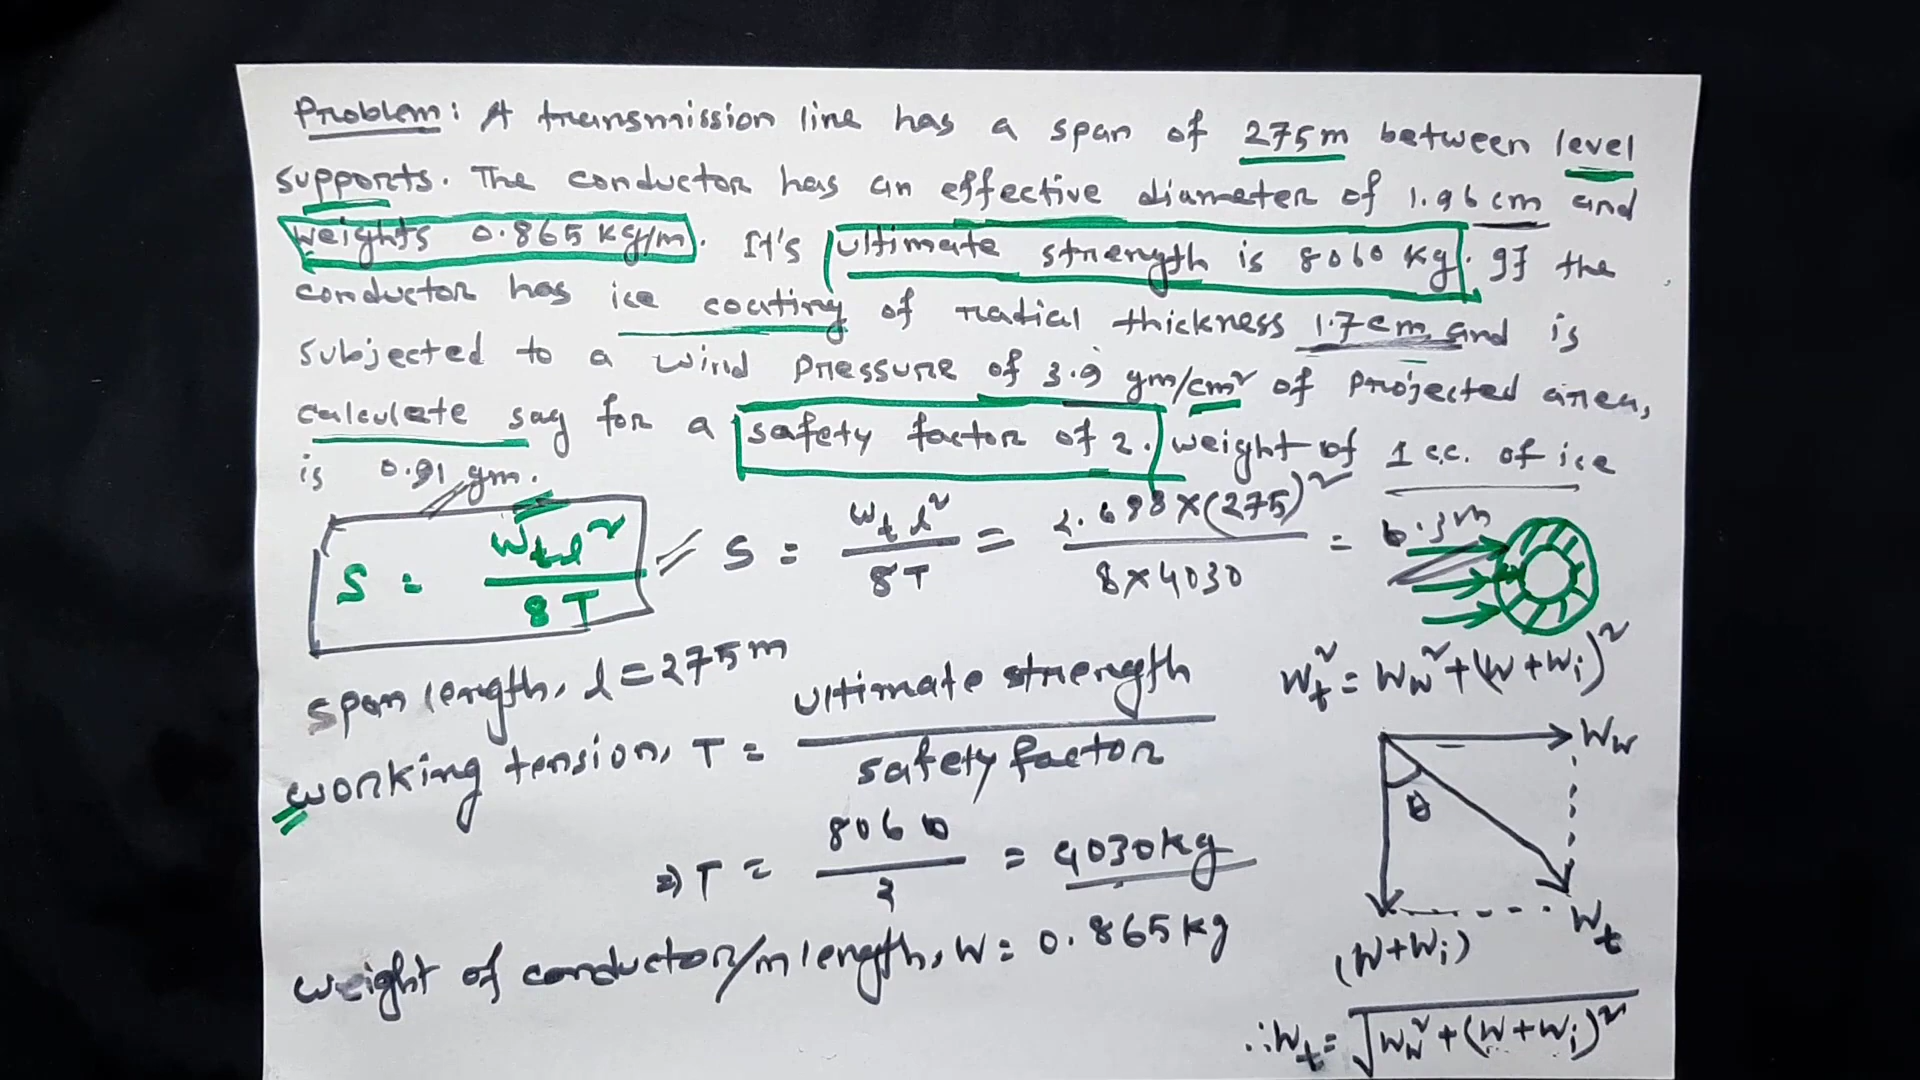 Problem: A transmission line has a span of 275m between level
supports. The conductor has an effective diameter of 1.96 cm and
weights 0.865 kg/m. It's ultimate strength is 8060 kg. If the
conductor has ice coating of radial thickness 1.7cm and is
subjected to a wind pressure of 3.9 gm/cm² of projected area,
calculate sag for a safety factor of 2. weight of 1 c.c. of ice
is 0.91 gm.
S = Wtl² / 8T
S = Wt l² / 8T = 2.698×(275)² / 8×4030 = 6.3m
span length, l = 275m
working tension, T = ultimate strength / safety factor
⇒ T = 8060 / 2 = 4030kg
weight of conductor/m length, W = 0.865kg
Wt² = Ww² + (W+Wi)²
Ww
θ
Wt
(W+Wi)
∴ Wt = √Ww² + (W+Wi)²